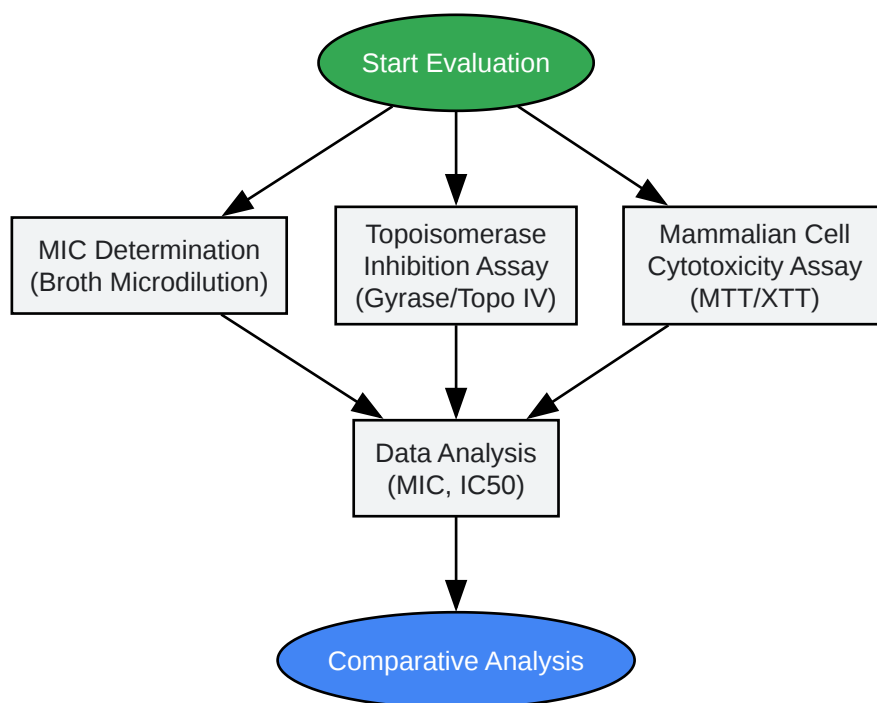 Start Evaluation
MIC Determination
(Broth Microdilution)
Topoisomerase
Inhibition Assay
(Gyrase/Topo IV)
Mammalian Cell
Cytotoxicity Assay
(MTT/XTT)
Data Analysis
(MIC, IC50)
Comparative Analysis